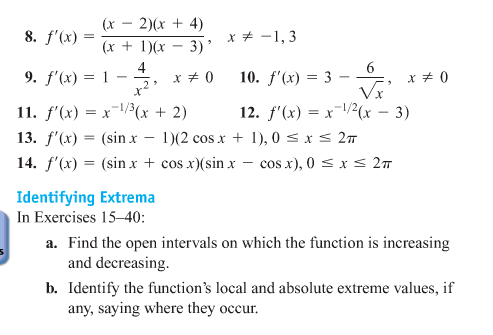 8. f′(x) = (x − 2)(x + 4) / (x + 1)(x − 3), x ≠ −1, 3
9. f′(x) = 1 − 4/x², x ≠ 0 10. f′(x) = 3 − 6/√x, x ≠ 0
11. f′(x) = x^(−1/3)(x + 2) 12. f′(x) = x^(−1/2)(x − 3)
13. f′(x) = (sin x − 1)(2 cos x + 1), 0 ≤ x ≤ 2π
14. f′(x) = (sin x + cos x)(sin x − cos x), 0 ≤ x ≤ 2π
Identifying Extrema
In Exercises 15–40:
a. Find the open intervals on which the function is increasing
and decreasing.
b. Identify the function's local and absolute extreme values, if
any, saying where they occur.